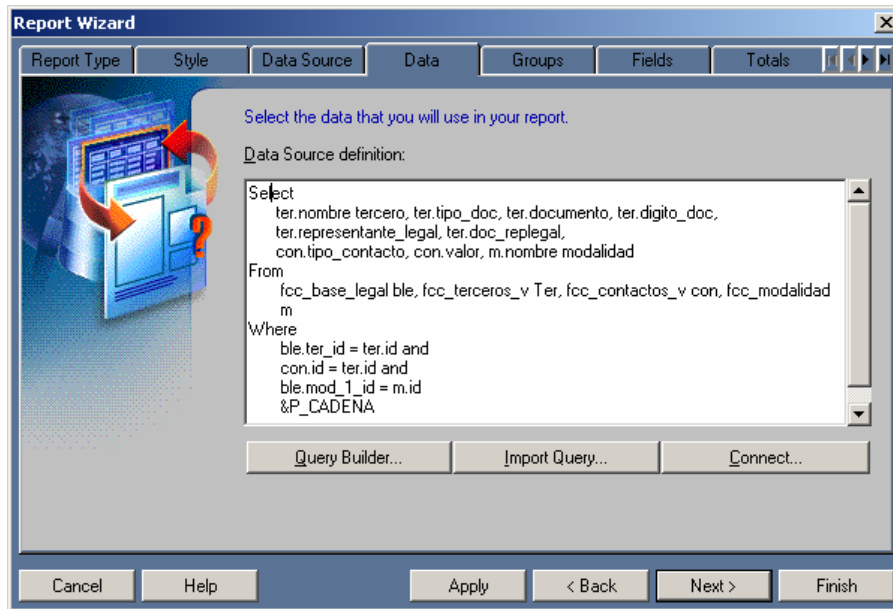 Report Wizard
Report Type Style Data Source Data Groups Fields Totals
Select the data that you will use in your report.
Data Source definition:
Select
ter.nombre tercero, ter.tipo_doc, ter.documento, ter.digito_doc,
ter.representante_legal, ter.doc_replegal,
con.tipo_contacto, con.valor, m.nombre modalidad
From
fcc_base_legal ble, fcc_terceros_v Ter, fcc_contactos_v con, fcc_modalidad
m
Where
ble.ter_id = ter.id and
con.id = ter.id and
ble.mod_1_id = m.id
&P_CADENA
Query Builder... Import Query... Connect...
Cancel Help Apply < Back Next > Finish